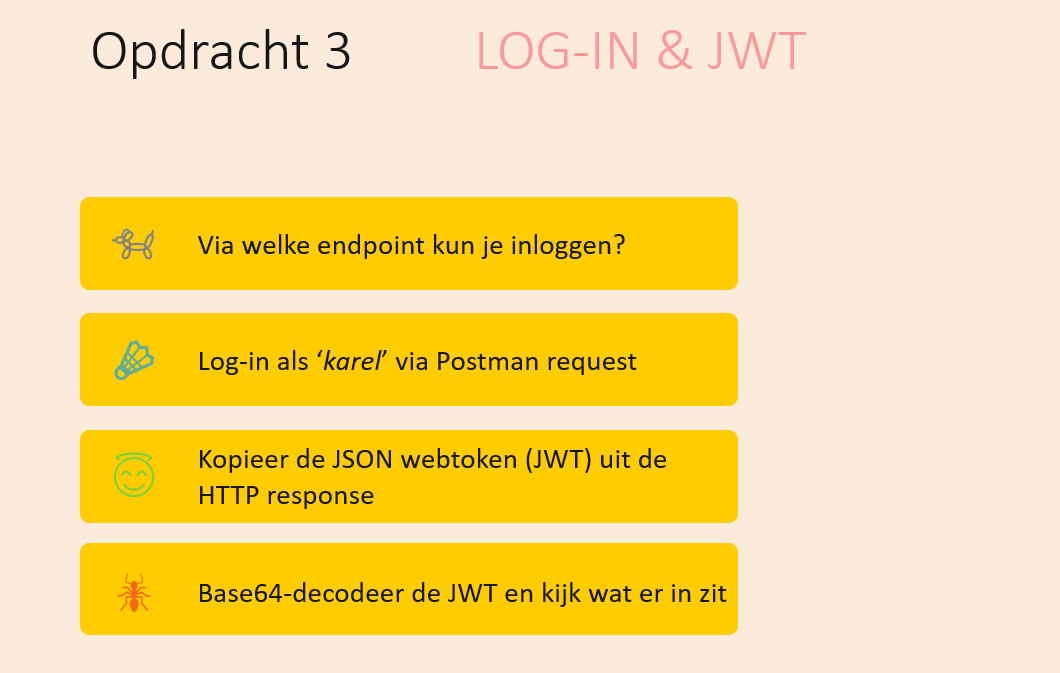 Opdracht 3 LOG-IN & JWT
Via welke endpoint kun je inloggen?
Log-in als ‘karel’ via Postman request
Kopieer de JSON webtoken (JWT) uit de
HTTP response
Base64-decodeer de JWT en kijk wat er in zit